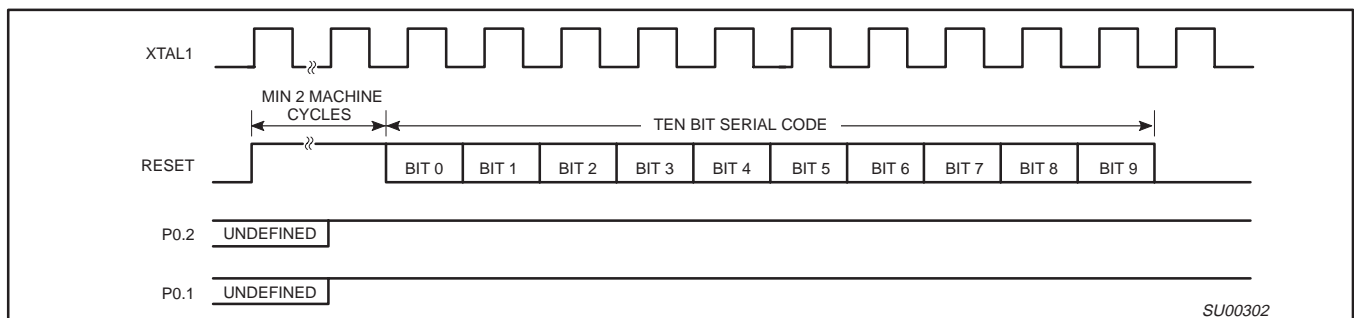 XTAL1
MIN 2 MACHINE
CYCLES
TEN BIT SERIAL CODE
RESET
BIT 0 BIT 1 BIT 2 BIT 3 BIT 4 BIT 5 BIT 6 BIT 7 BIT 8 BIT 9
P0.2 UNDEFINED
P0.1 UNDEFINED
SU00302